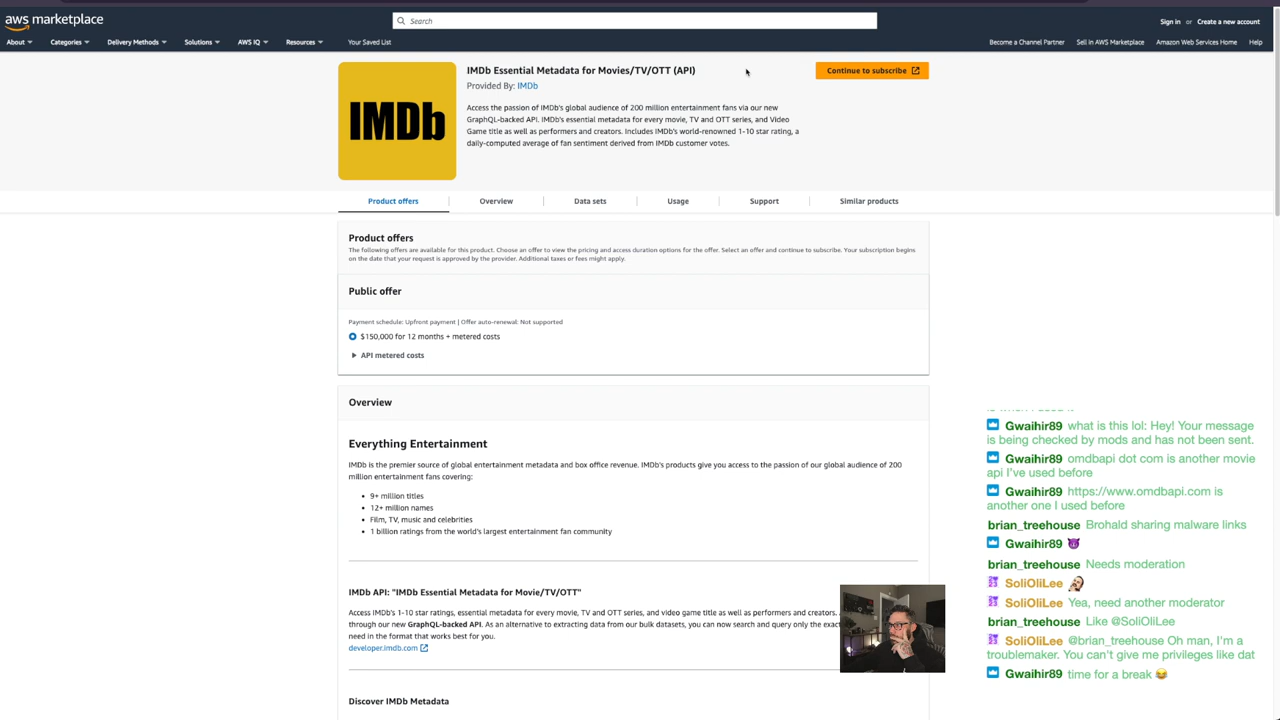 aws marketplace
Search
Sign in or Create a new account
About
Categories
Delivery Methods
Solutions
AWS IQ
Resources
Your Saved List
Become a Channel Partner
Sell in AWS Marketplace
Amazon Web Services Home
Help
IMDb
IMDb Essential Metadata for Movies/TV/OTT (API)
Continue to subscribe
Provided By: IMDb
Access the passion of IMDb's global audience of 200 million entertainment fans via our new
GraphQL-backed API. IMDb's essential metadata for every movie, TV and OTT series, and Video
Game title as well as performers and creators. Includes IMDb's world-renowned 1-10 star rating, a
daily-computed average of fan sentiment derived from IMDb customer votes.
Product offers
Overview
Data sets
Usage
Support
Similar products
Product offers
The following offers are available for this product. Choose an offer to view the pricing and access duration options for the offer. Select an offer and continue to subscribe. Your subscription begins
on the date that your request is approved by the provider. Additional taxes or fees might apply.
Public offer
Payment schedule: Upfront payment | Offer auto-renewal: Not supported
$150,000 for 12 months + metered costs
API metered costs
Overview
Everything Entertainment
IMDb is the premier source of global entertainment metadata and box office revenue. IMDb's products give you access to the passion of our global audience of 200
million entertainment fans covering:
• 9+ million titles
• 12+ million names
• Film, TV, music and celebrities
• 1 billion ratings from the world's largest entertainment fan community
IMDb API: "IMDb Essential Metadata for Movie/TV/OTT"
Access IMDb's 1-10 star ratings, essential metadata for every movie, TV and OTT series, and video game title as well as performers and creators.
through our new GraphQL-backed API. As an alternative to extracting data from our bulk datasets, you can now search and query only the exact
need in the format that works best for you.
developer.imdb.com
Discover IMDb Metadata
Gwaihir89 what is this lol: Hey! Your message
is being checked by mods and has not been sent.
Gwaihir89 omdbapi dot com is another movie
api I've used before
Gwaihir89 https://www.omdbapi.com is
another one I used before
brian_treehouse Brohald sharing malware links
Gwaihir89 😈
brian_treehouse Needs moderation
SoliOliLee
SoliOliLee Yea, need another moderator
brian_treehouse Like @SoliOliLee
SoliOliLee @brian_treehouse Oh man, I'm a
troublemaker. You can't give me privileges like dat
Gwaihir89 time for a break 😂